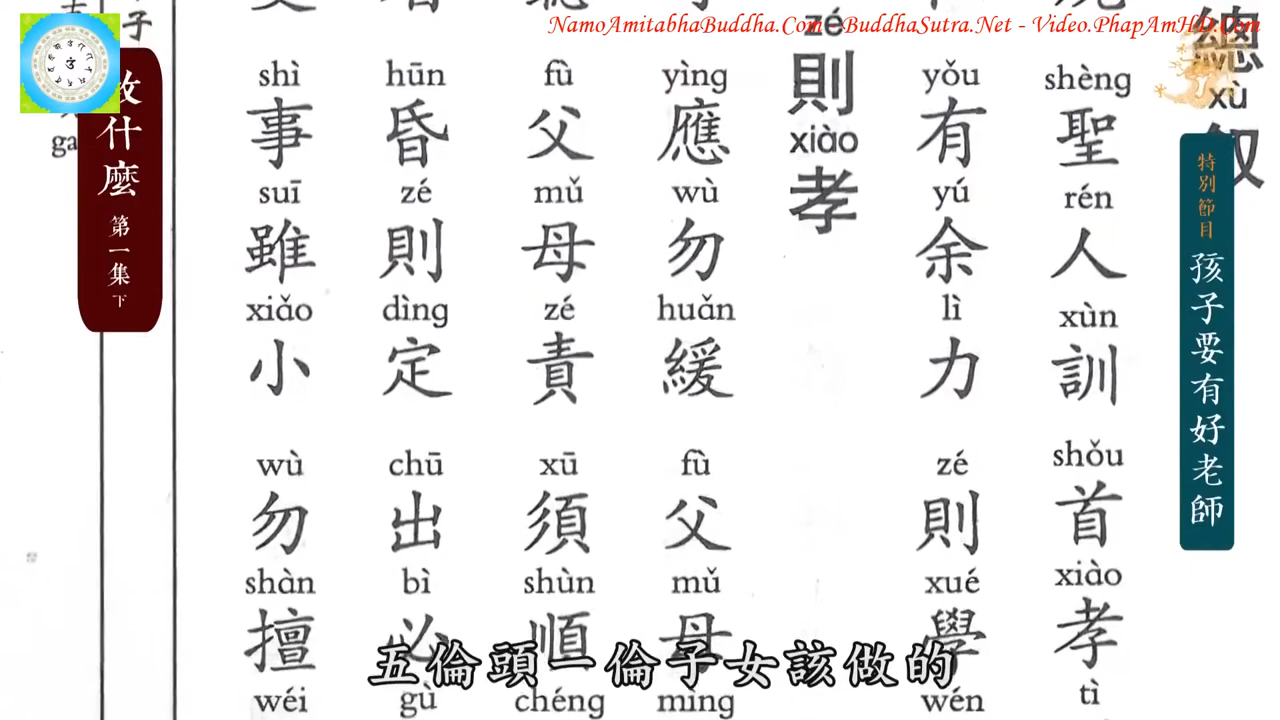 NamoAmitabhaBuddha.Com - BuddhaSutra.Net - Video.PhapAmHD.Com
xù
特別節目 孩子要有好老師
shèng 聖 rén 人 xùn 訓 shǒu 首 xiào 孝 tì
yǒu 有 yú 余 lì 力 zé 則 xué 學 wén
zé 則 xiào 孝
yìng 應 wù 勿 huǎn 緩 fù 父 mǔ 母 mìng
fù 父 mǔ 母 zé 責 xū 須 shùn 順 chéng
hūn 昏 zé 則 dìng 定 chū 出 bì 必 gù
shì 事 suī 雖 xiǎo 小 wù 勿 shàn 擅 wéi
什麼 第一集 下
五倫頭一倫子女該做的